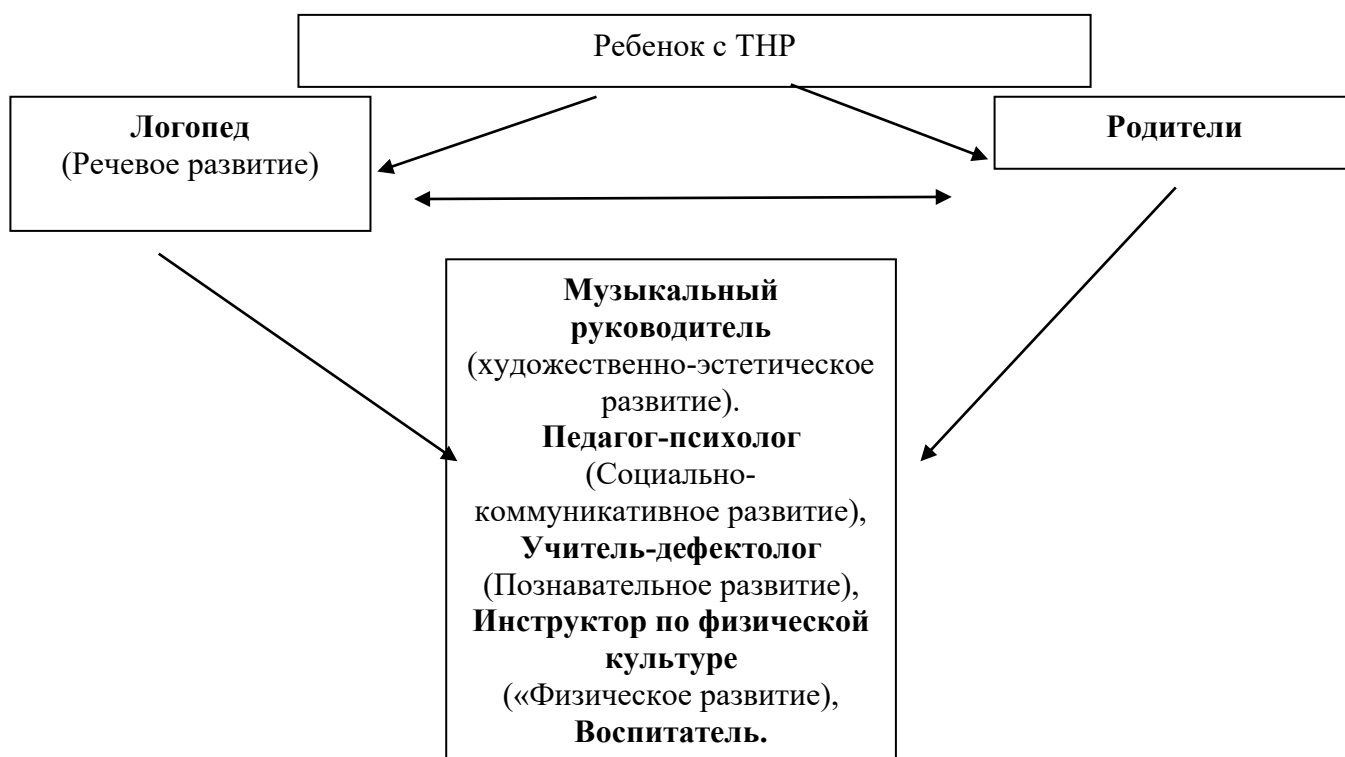 Ребенок с ТНР
Логопед
(Речевое развитие)
Родители
Музыкальный
руководитель
(художественно-эстетическое
развитие).
Педагог-психолог
(Социально-
коммуникативное развитие),
Учитель-дефектолог
(Познавательное развитие),
Инструктор по физической
культуре
(«Физическое развитие),
Воспитатель.